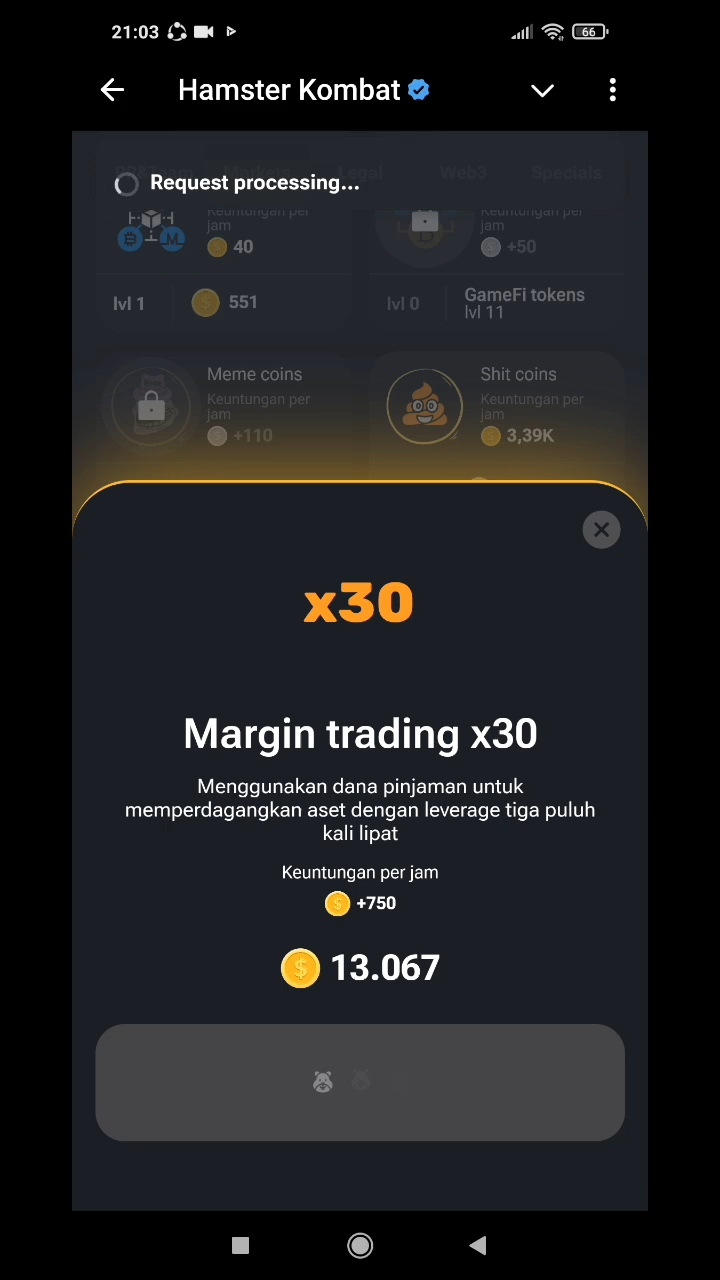 21:03
66
Hamster Kombat
Legal
Web3
Specials
Request processing...
Keuntungan per
jam
40
Keuntungan per
jam
+50
lvl 1
551
lvl 0
GameFi tokens
lvl 11
Meme coins
Keuntungan per
jam
+110
Shit coins
Keuntungan per
jam
3,39K
x30
Margin trading x30
Menggunakan dana pinjaman untuk
memperdagangkan aset dengan leverage tiga puluh
kali lipat
Keuntungan per jam
+750
13.067